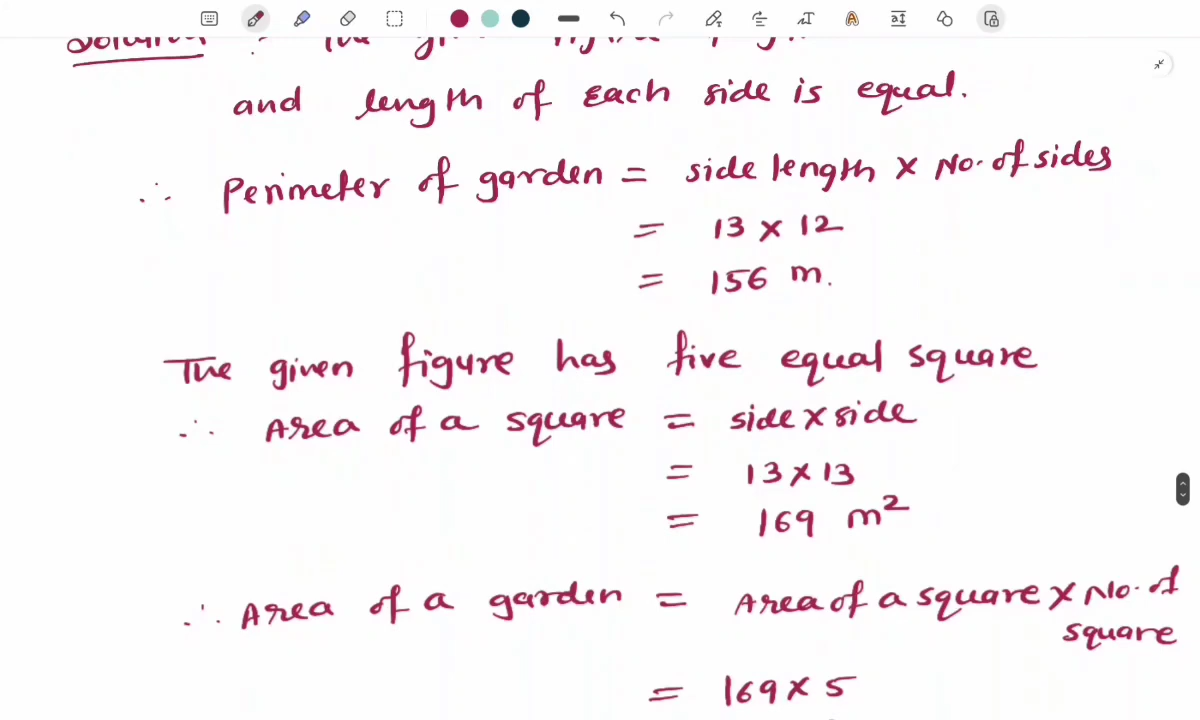 and length of Each side is equal.
∴ Perimeter of garden = side length × No. of sides
= 13 × 12
= 156 m.
The given figure has five equal square
∴ Area of a square = side × side
= 13 × 13
= 169 m²
∴ Area of a garden = Area of a square × No. of
square
= 169 × 5